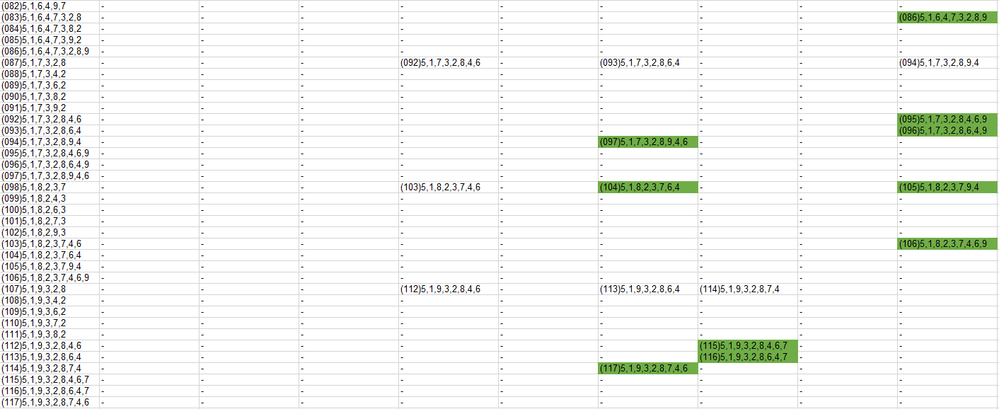 (082)5,1,6,4,9,7 - - - - - - - - -
(083)5,1,6,4,7,3,2,8 - - - - - - - - (086)5,1,6,4,7,3,2,8,9
(084)5,1,6,4,7,3,8,2 - - - - - - - - -
(085)5,1,6,4,7,3,9,2 - - - - - - - - -
(086)5,1,6,4,7,3,2,8,9 - - - - - - - - -
(087)5,1,7,3,2,8 - - - (092)5,1,7,3,2,8,4,6 - (093)5,1,7,3,2,8,6,4 - - (094)5,1,7,3,2,8,9,4
(088)5,1,7,3,4,2 - - - - - - - - -
(089)5,1,7,3,6,2 - - - - - - - - -
(090)5,1,7,3,8,2 - - - - - - - - -
(091)5,1,7,3,9,2 - - - - - - - - -
(092)5,1,7,3,2,8,4,6 - - - - - - - - (095)5,1,7,3,2,8,4,6,9
(093)5,1,7,3,2,8,6,4 - - - - - - - - (096)5,1,7,3,2,8,6,4,9
(094)5,1,7,3,2,8,9,4 - - - - - (097)5,1,7,3,2,8,9,4,6 - - -
(095)5,1,7,3,2,8,4,6,9 - - - - - - - - -
(096)5,1,7,3,2,8,6,4,9 - - - - - - - - -
(097)5,1,7,3,2,8,9,4,6 - - - - - - - - -
(098)5,1,8,2,3,7 - - - (103)5,1,8,2,3,7,4,6 - (104)5,1,8,2,3,7,6,4 - - (105)5,1,8,2,3,7,9,4
(099)5,1,8,2,4,3 - - - - - - - - -
(100)5,1,8,2,6,3 - - - - - - - - -
(101)5,1,8,2,7,3 - - - - - - - - -
(102)5,1,8,2,9,3 - - - - - - - - -
(103)5,1,8,2,3,7,4,6 - - - - - - - - (106)5,1,8,2,3,7,4,6,9
(104)5,1,8,2,3,7,6,4 - - - - - - - - -
(105)5,1,8,2,3,7,9,4 - - - - - - - - -
(106)5,1,8,2,3,7,4,6,9 - - - - - - - - -
(107)5,1,9,3,2,8 - - - (112)5,1,9,3,2,8,4,6 - (113)5,1,9,3,2,8,6,4 (114)5,1,9,3,2,8,7,4 - -
(108)5,1,9,3,4,2 - - - - - - - - -
(109)5,1,9,3,6,2 - - - - - - - - -
(110)5,1,9,3,7,2 - - - - - - - - -
(111)5,1,9,3,8,2 - - - - - - - - -
(112)5,1,9,3,2,8,4,6 - - - - - - (115)5,1,9,3,2,8,4,6,7 - -
(113)5,1,9,3,2,8,6,4 - - - - - - (116)5,1,9,3,2,8,6,4,7 - -
(114)5,1,9,3,2,8,7,4 - - - - - (117)5,1,9,3,2,8,7,4,6 - - -
(115)5,1,9,3,2,8,4,6,7 - - - - - - - - -
(116)5,1,9,3,2,8,6,4,7 - - - - - - - - -
(117)5,1,9,3,2,8,7,4,6 - - - - - - - - -